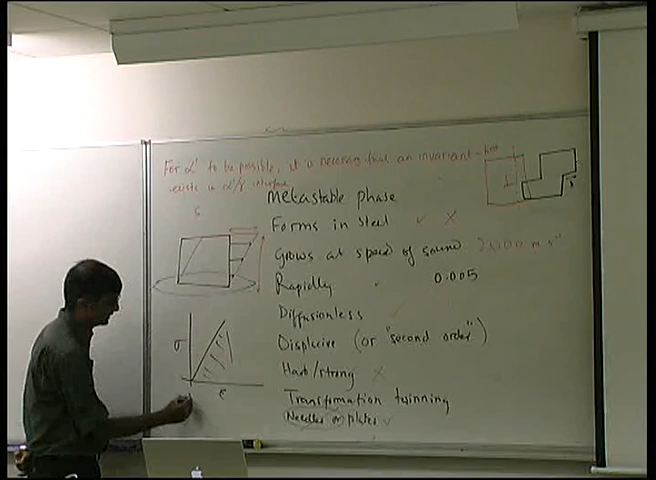 For α' to be possible, it is necessary that an invariant-line
exists in α'/γ interface
s
Metastable phase
Forms in steel ✓ X
Grows at speed of sound m s⁻¹
Rapidly ✓ 0.005
Diffusionless ✓
Displacive (or "second order")
Hard/strong X
Transformation twinning
Needles or plates ✓
σ
ε